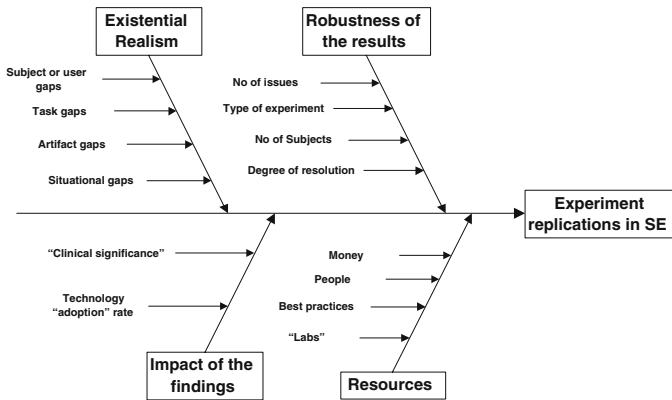 Existential
Realism
Robustness of
the results
Subject or user
gaps
Task gaps
Artifact gaps
Situational gaps
No of issues
Type of experiment
No of Subjects
Degree of resolution
Experiment
replications in SE
“Clinical significance”
Technology
“adoption” rate
Money
People
Best practices
“Labs”
Impact of the
findings
Resources